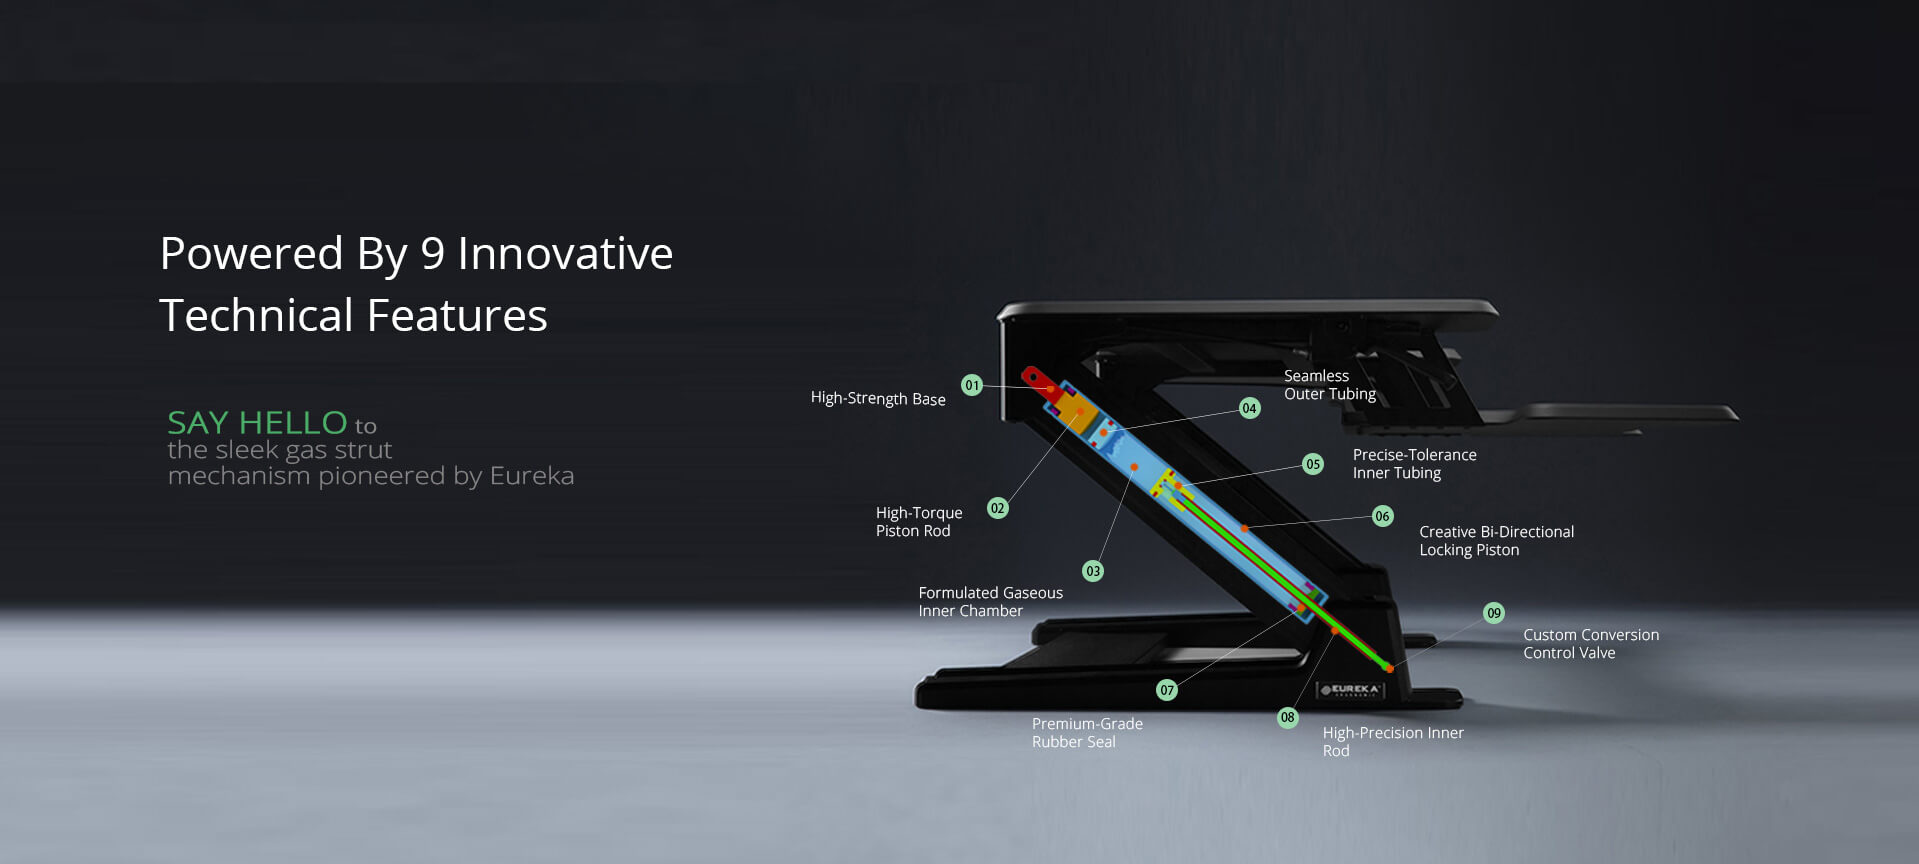 Powered By 9 Innovative
Technical Features
SAY HELLO to
the sleek gas strut
mechanism pioneered by Eureka
01
High-Strength Base
02
High-Torque
Piston Rod
03
Formulated Gaseous
Inner Chamber
04
Seamless
Outer Tubing
05
Precise-Tolerance
Inner Tubing
06
Creative Bi-Directional
Locking Piston
07
Premium-Grade
Rubber Seal
08
High-Precision Inner
Rod
09
Custom Conversion
Control Valve
EUREKA
ERGONOMIC